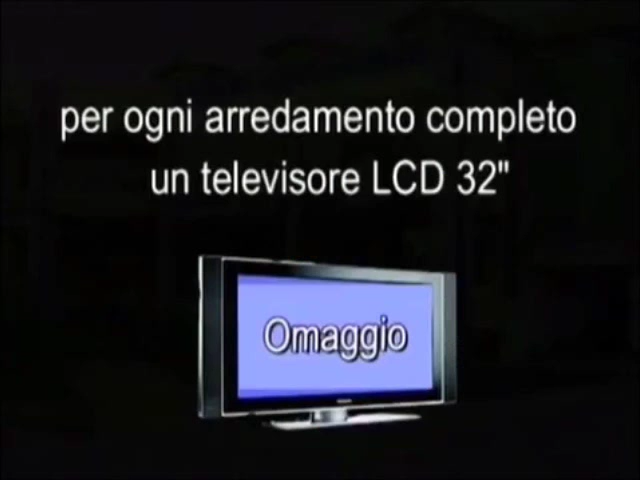 per ogni arredamento completo
un televisore LCD 32"
Omaggio